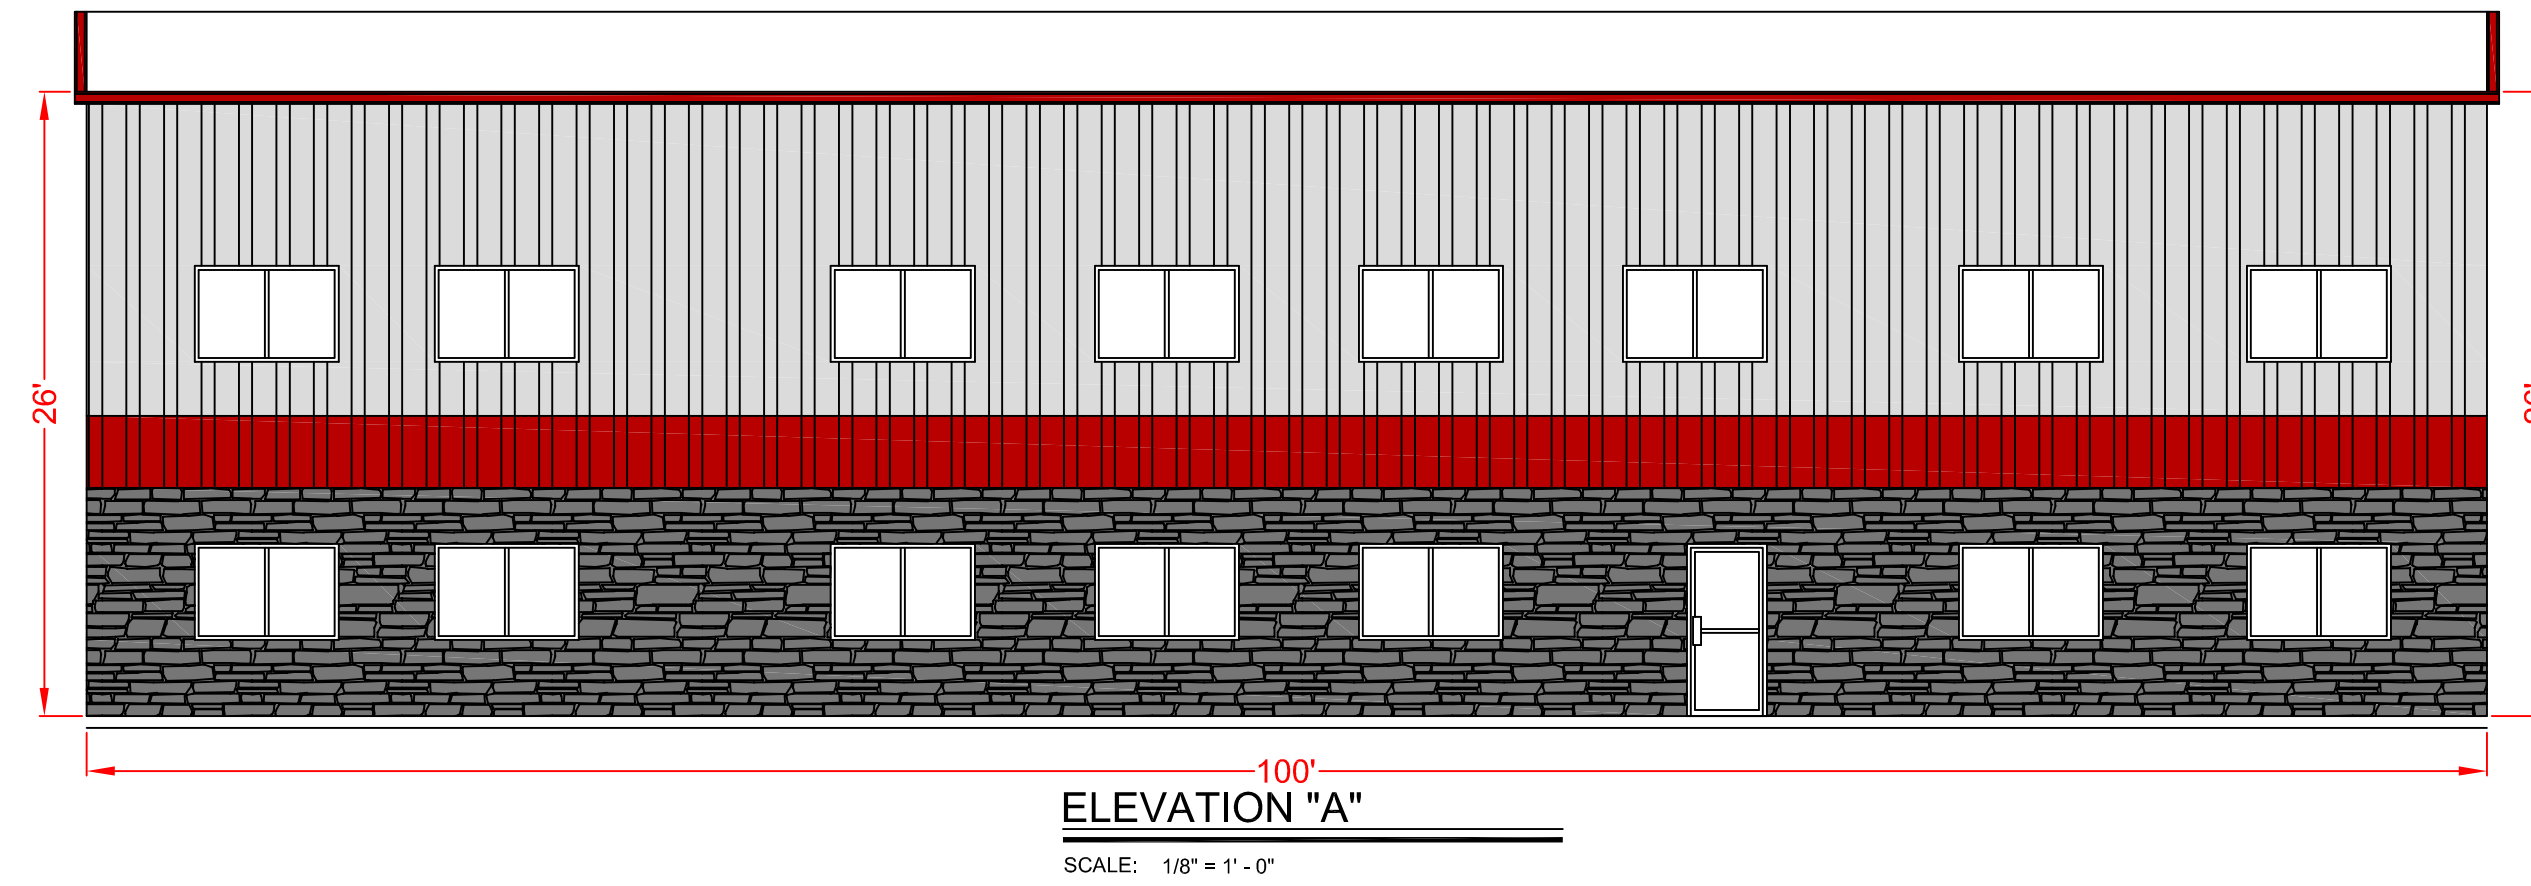 26'
100'
ELEVATION "A"
SCALE: 1/8" = 1' - 0"